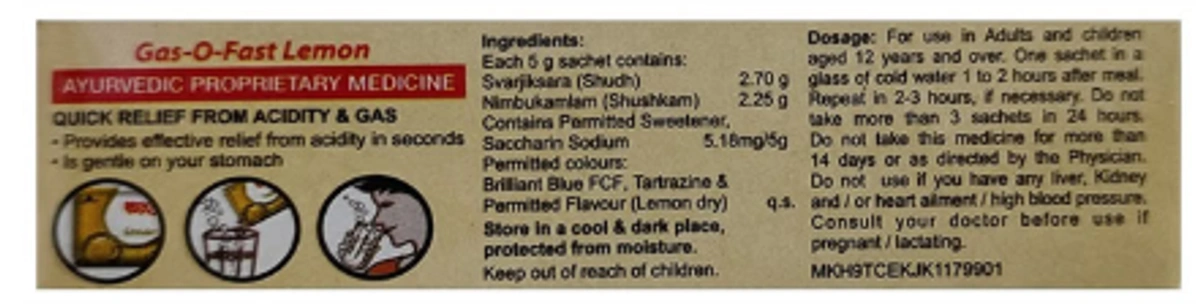 Gas-O-Fast Lemon
AYURVEDIC PROPRIETARY MEDICINE
QUICK RELIEF FROM ACIDITY & GAS
- Provides effective relief from acidity in seconds
- Is gentle on your stomach
Ingredients:
Each 5 g sachet contains:
Svarjiksara (Shudh) 2.70 g
Nimbukamlam (Shushkam) 2.25 g
Contains Permitted Sweetener,
Saccharin Sodium 5.18mg/5g
Permitted colours:
Brilliant Blue FCF, Tartrazine &
Permitted Flavour (Lemon dry) q.s.
Store in a cool & dark place,
protected from moisture.
Keep out of reach of children.
Dosage: For use in Adults and children
aged 12 years and over. One sachet in a
glass of cold water 1 to 2 hours after meal.
Repeat in 2-3 hours, if necessary. Do not
take more than 3 sachets in 24 hours.
Do not take this medicine for more than
14 days or as directed by the Physician.
Do not use if you have any liver, Kidney
and / or heart ailment / high blood pressure.
Consult your doctor before use if
pregnant / lactating.
MKH9TCEKJK1179901